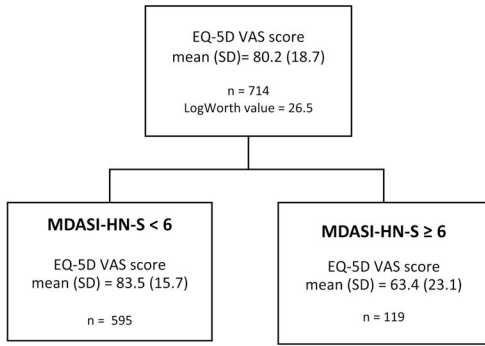 EQ-5D VAS score
mean (SD)= 80.2 (18.7)
n = 714
LogWorth value = 26.5
MDASI-HN-S < 6
EQ-5D VAS score
mean (SD) = 83.5 (15.7)
n = 595
MDASI-HN-S ≥ 6
EQ-5D VAS score
mean (SD) = 63.4 (23.1)
n = 119